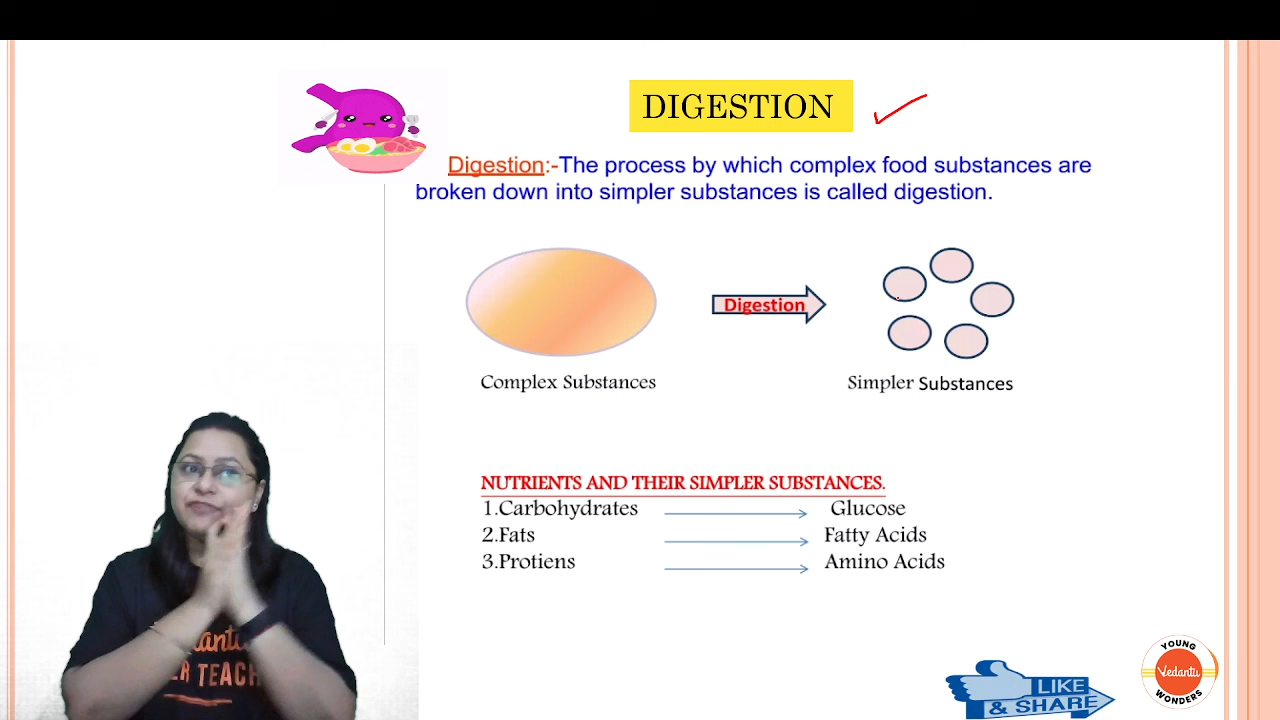 DIGESTION
Digestion:-The process by which complex food substances are
broken down into simpler substances is called digestion.
Digestion
Complex Substances
Simpler Substances
NUTRIENTS AND THEIR SIMPLER SUBSTANCES.
1.Carbohydrates Glucose
2.Fats Fatty Acids
3.Protiens Amino Acids
ER TEACH
LIKE
& SHARE
YOUNG
Vedantu
WONDERS